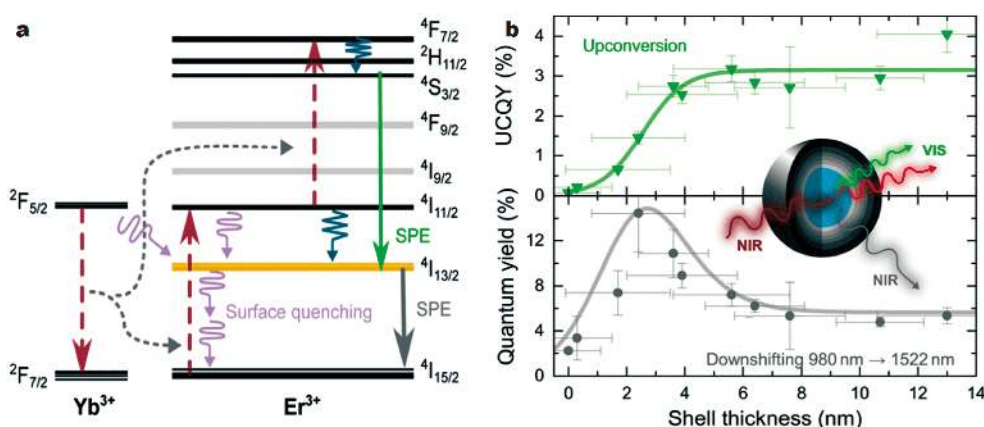 a
⁴F₇/₂
²H₁₁/₂
⁴S₃/₂
⁴F₉/₂
⁴I₉/₂
²F₅/₂
⁴I₁₁/₂
SPE
⁴I₁₃/₂
SPE
Surface quenching
²F₇/₂
⁴I₁₅/₂
Yb³⁺
Er³⁺
b
UCQY (%)
4
3
2
1
0
Upconversion
VIS
NIR
NIR
Quantum yield (%)
12
8
4
0
Downshifting 980 nm → 1522 nm
0 2 4 6 8 10 12 14
Shell thickness (nm)